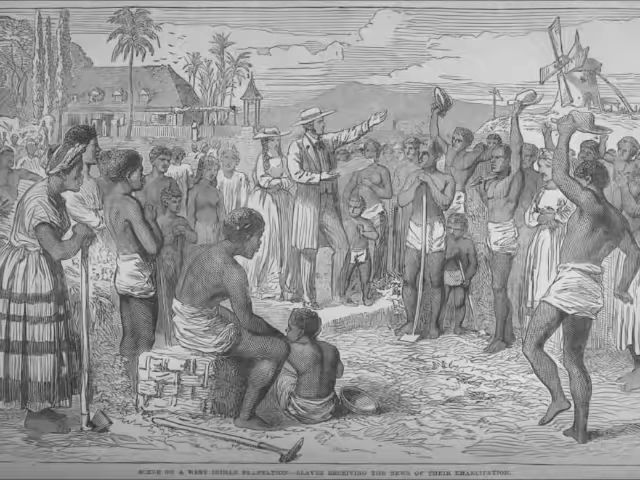 SCENE ON A WEST INDIAN PLANTATION—SLAVES RECEIVING THE NEWS OF THEIR EMANCIPATION.